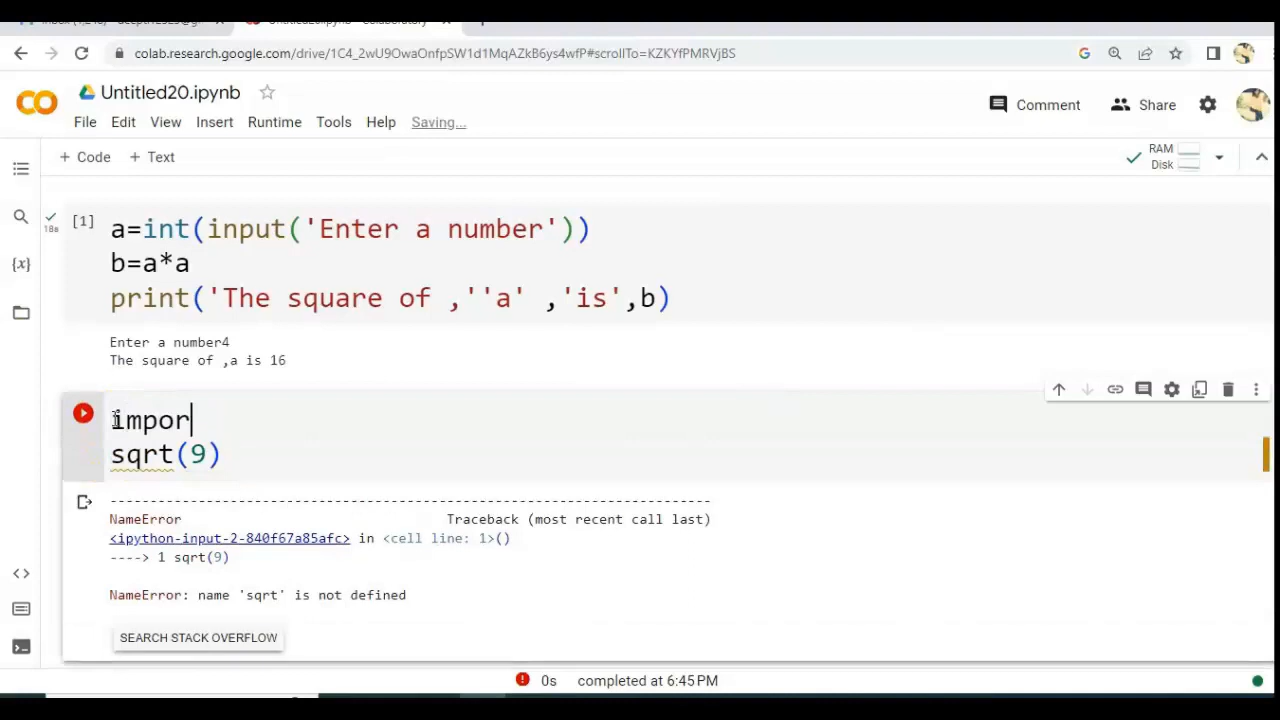 colab.research.google.com/drive/1C4_2wU9OwaOnfpSW1d1MqAZkB6ys4wfP#scrollTo=KZKYfPMRVjBS
Untitled20.ipynb
File Edit View Insert Runtime Tools Help Saving...
Comment Share
+ Code + Text
RAM
Disk
[1] a=int(input('Enter a number'))
18s
b=a*a
print('The square of ,''a' ,'is',b)
Enter a number4
The square of ,a is 16
impor
sqrt(9)
---------------------------------------------------------------------------
NameError Traceback (most recent call last)
<ipython-input-2-840f67a85afc> in <cell line: 1>()
----> 1 sqrt(9)
NameError: name 'sqrt' is not defined
SEARCH STACK OVERFLOW
0s completed at 6:45PM